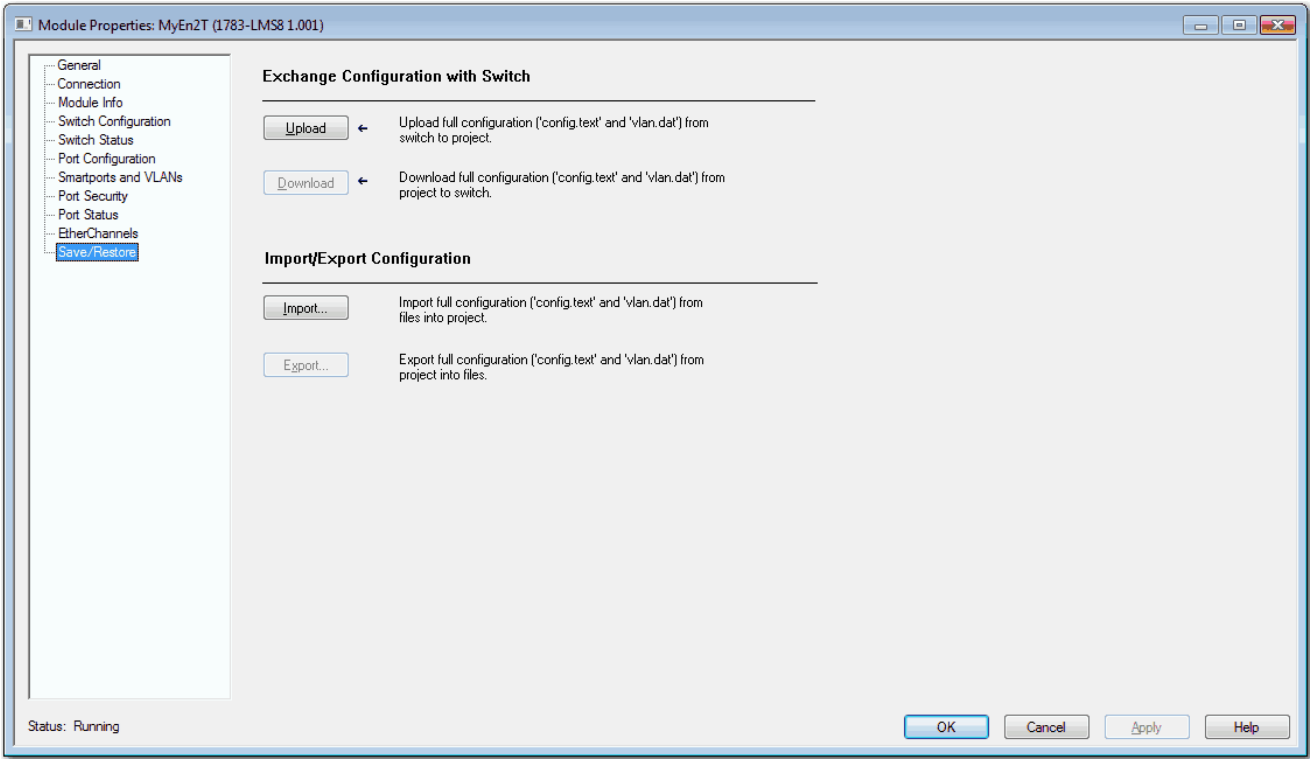 Module Properties: MyEn2T (1783-LMS8 1.001)
General
Connection
Module Info
Switch Configuration
Switch Status
Port Configuration
Smartports and VLANs
Port Security
Port Status
EtherChannels
Save/Restore
Exchange Configuration with Switch
Upload
Upload full configuration ('config.text' and 'vlan.dat') from
switch to project.
Download
Download full configuration ('config.text' and 'vlan.dat') from
project to switch.
Import/Export Configuration
Import...
Import full configuration ('config.text' and 'vlan.dat') from
files into project.
Export...
Export full configuration ('config.text' and 'vlan.dat') from
project into files.
Status: Running
OK
Cancel
Apply
Help